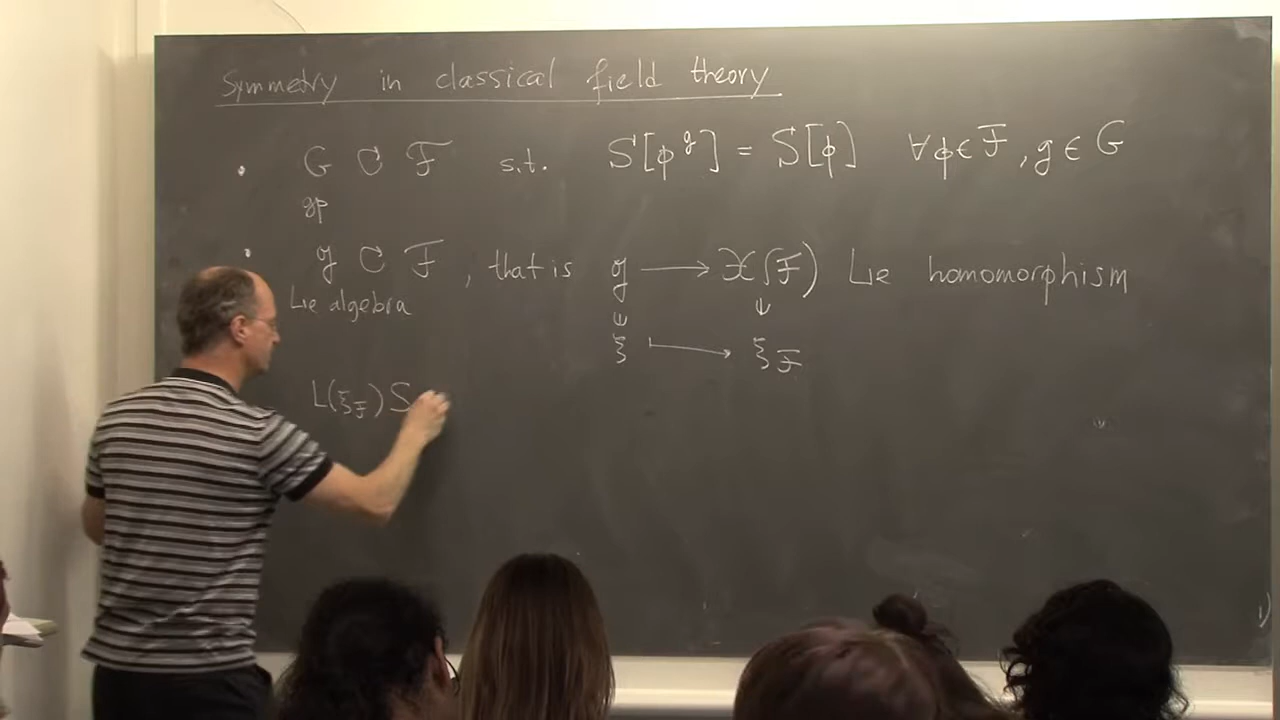 Symmetry in classical field theory
• G ↻ ℱ s.t. S[ϕ^g] = S[ϕ] ∀ϕ∈ℱ, g∈G
gp
• 𝔤 ↻ ℱ, that is 𝔤 ⟶ 𝔛(ℱ) Lie homomorphism
Lie algebra
ξ ⟼ ξ_ℱ
L(ξ_ℱ) S